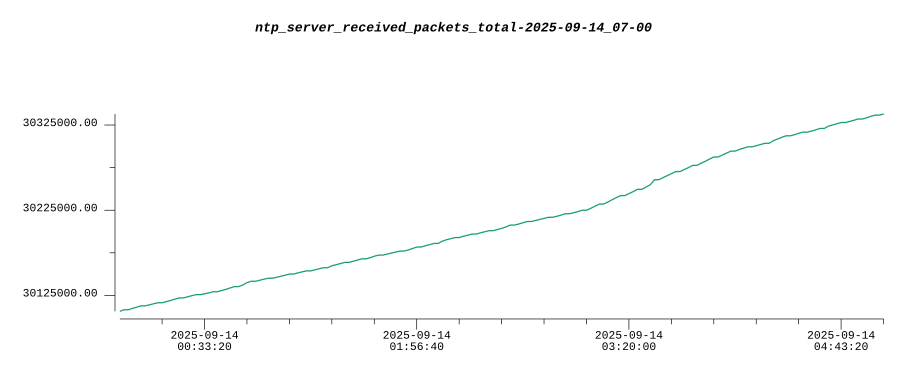 ntp_server_received_packets_total-2025-09-14_07-00
30325000.00
30225000.00
30125000.00
2025-09-14 2025-09-14 2025-09-14 2025-09-14
00:33:20 01:56:40 03:20:00 04:43:20